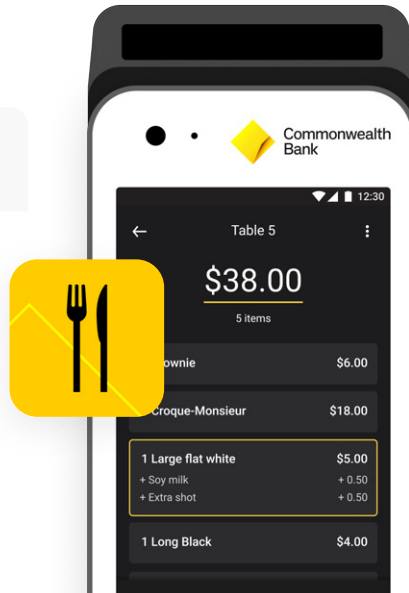 Commonwealth
Bank
12:30
Table 5
$38.00
5 items
ownie $6.00
Croque-Monsieur $18.00
1 Large flat white $5.00
+ Soy milk + 0.50
+ Extra shot + 0.50
1 Long Black $4.00